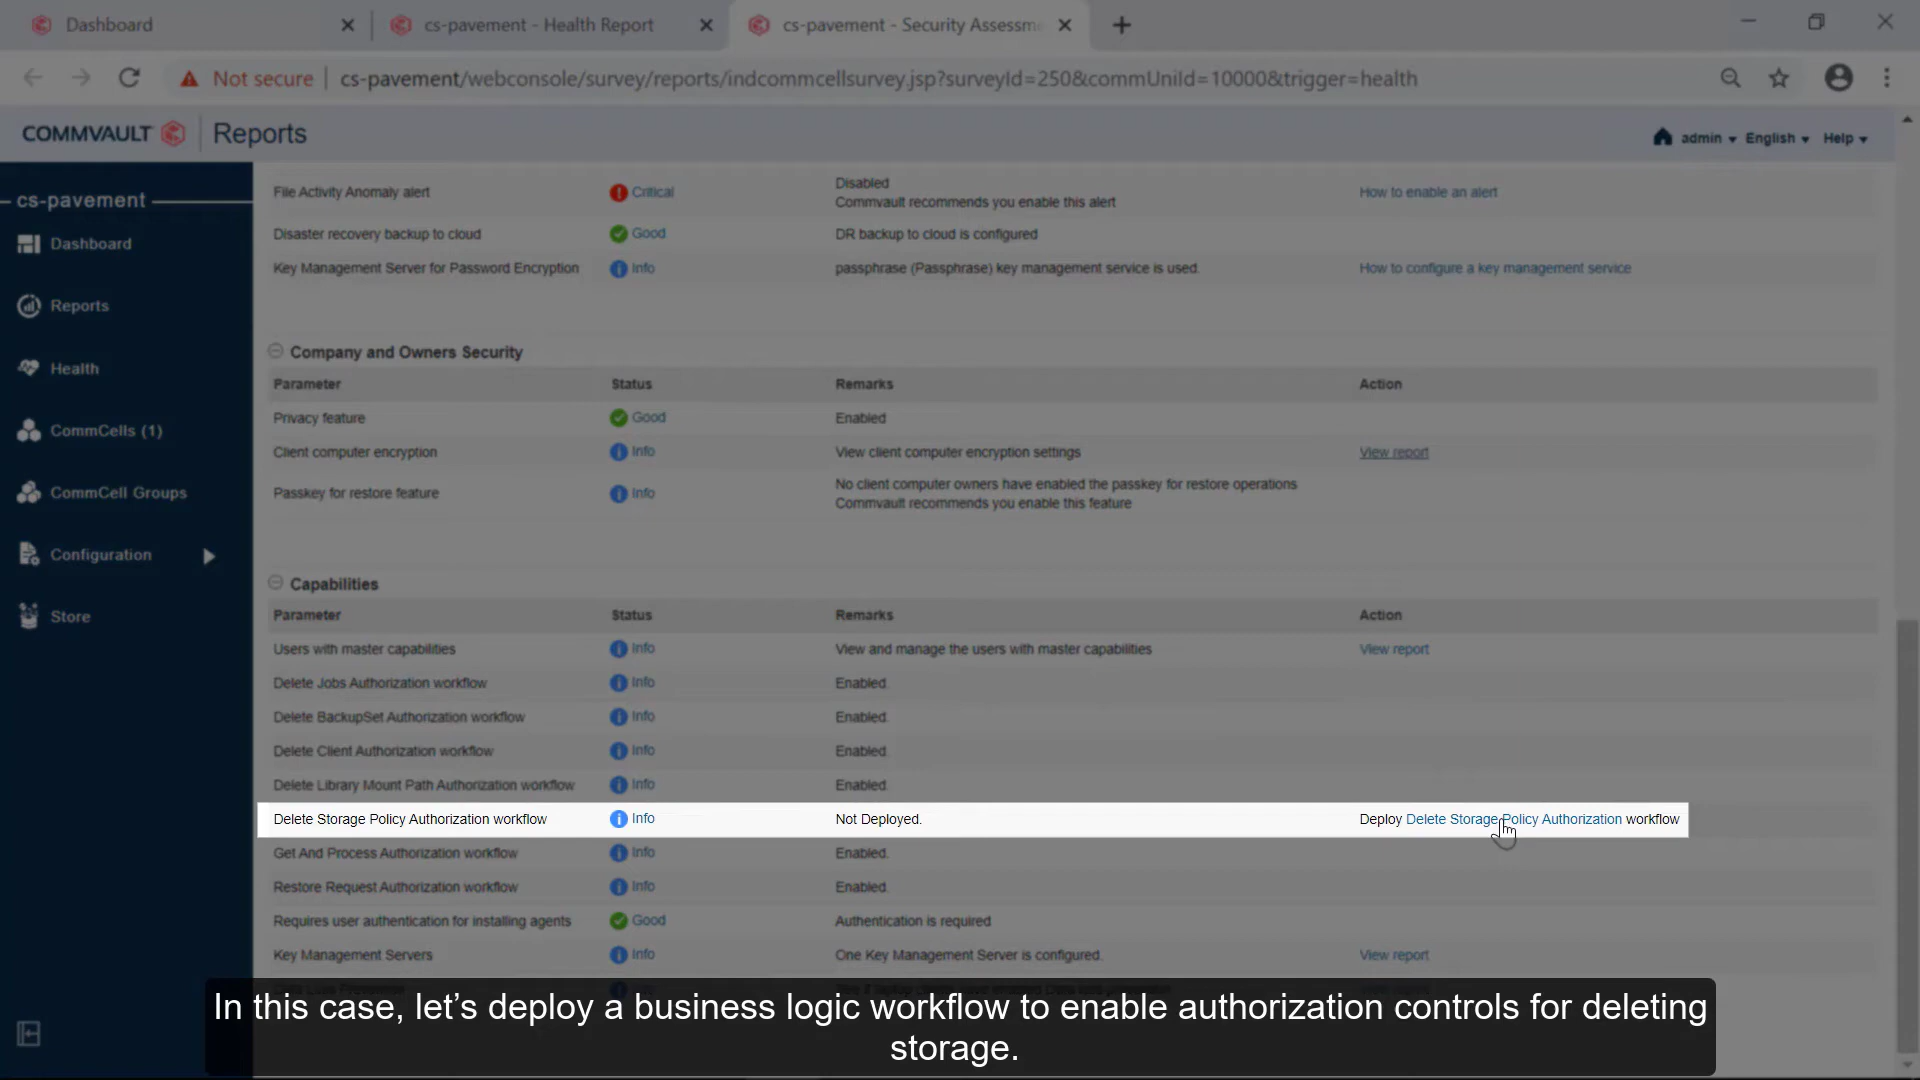 Dashboard
cs-pavement - Health Report
cs-pavement - Security Assessm
Not secure
cs-pavement/webconsole/survey/reports/indcommcellsurvey.jsp?surveyId=250&commUniId=10000&trigger=health
COMMVAULT
Reports
admin
English
Help
cs-pavement
Dashboard
Reports
Health
CommCells (1)
CommCell Groups
Configuration
Store
File Activity Anomaly alert Critical Disabled How to enable an alert
Commvault recommends you enable this alert
Disaster recovery backup to cloud Good DR backup to cloud is configured
Key Management Server for Password Encryption Info passphrase (Passphrase) key management service is used. How to configure a key management service
Company and Owners Security
Parameter Status Remarks Action
Privacy feature Good Enabled
Client computer encryption Info View client computer encryption settings View report
Passkey for restore feature Info No client computer owners have enabled the passkey for restore operations
Commvault recommends you enable this feature
Capabilities
Parameter Status Remarks Action
Users with master capabilities Info View and manage the users with master capabilities View report
Delete Jobs Authorization workflow Info Enabled.
Delete BackupSet Authorization workflow Info Enabled.
Delete Client Authorization workflow Info Enabled.
Delete Library Mount Path Authorization workflow Info Enabled.
Delete Storage Policy Authorization workflow Info Not Deployed. Deploy Delete Storage Policy Authorization workflow
Get And Process Authorization workflow Info Enabled.
Restore Request Authorization workflow Info Enabled.
Requires user authentication for installing agents Good Authentication is required
Key Management Servers Info One Key Management Server is configured. View report
In this case, let’s deploy a business logic workflow to enable authorization controls for deleting
storage.